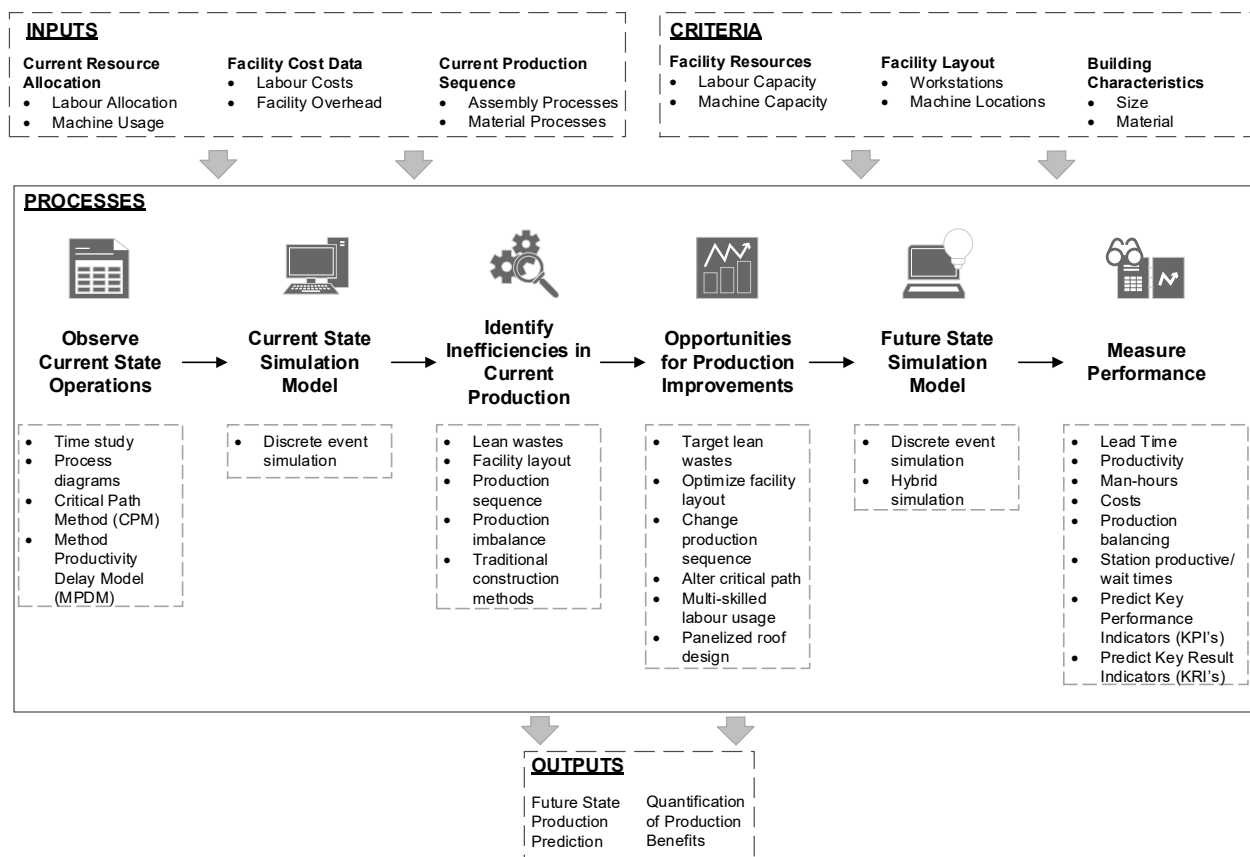 INPUTS
Current Resource
Allocation
• Labour Allocation
• Machine Usage
Facility Cost Data
• Labour Costs
• Facility Overhead
Current Production
Sequence
• Assembly Processes
• Material Processes
CRITERIA
Facility Resources
• Labour Capacity
• Machine Capacity
Facility Layout
• Workstations
• Machine Locations
Building
Characteristics
• Size
• Material
PROCESSES
Observe
Current State
Operations
• Time study
• Process
diagrams
• Critical Path
Method (CPM)
• Method
Productivity
Delay Model
(MPDM)
Current State
Simulation
Model
• Discrete event
simulation
Identify
Inefficiencies in
Current
Production
• Lean wastes
• Facility layout
• Production
sequence
• Production
imbalance
• Traditional
construction
methods
Opportunities
for Production
Improvements
• Target lean
wastes
• Optimize facility
layout
• Change
production
sequence
• Alter critical path
• Multi-skilled
labour usage
• Panelized roof
design
Future State
Simulation
Model
• Discrete event
simulation
• Hybrid
simulation
Measure
Performance
• Lead Time
• Productivity
• Man-hours
• Costs
• Production
balancing
• Station productive/
wait times
• Predict Key
Performance
Indicators (KPI's)
• Predict Key Result
Indicators (KRI's)
OUTPUTS
Future State
Production
Prediction
Quantification
of Production
Benefits